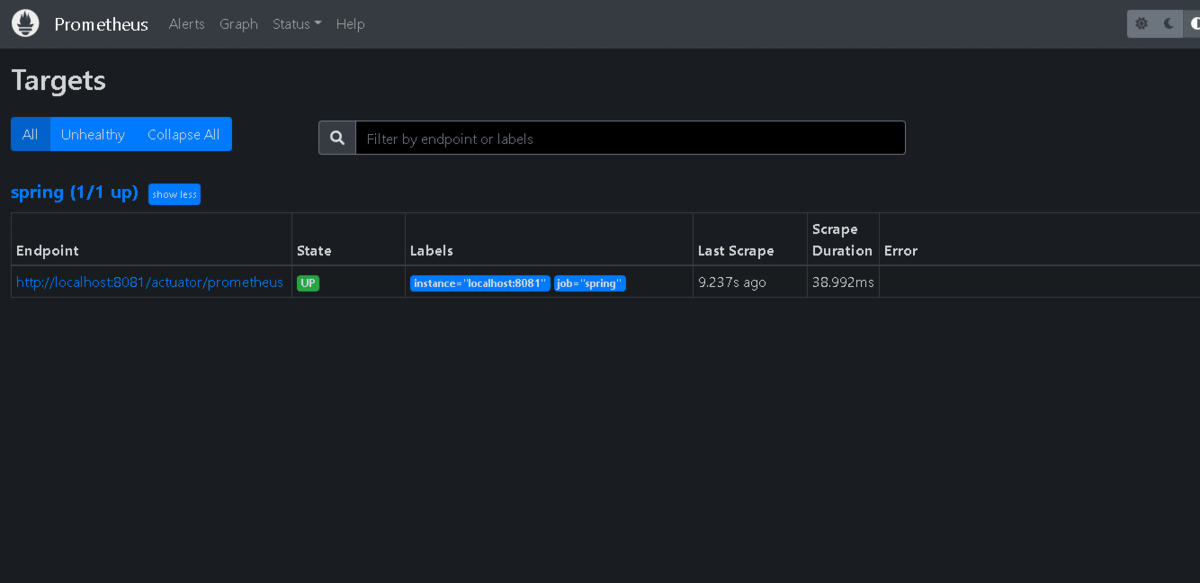 Prometheus Alerts Graph Status Help
Targets
All Unhealthy Collapse All
Filter by endpoint or labels
spring (1/1 up) show less
Endpoint State Labels Last Scrape Scrape Duration Error
http://localhost:8081/actuator/prometheus UP instance="localhost:8081" job="spring" 9.237s ago 38.992ms